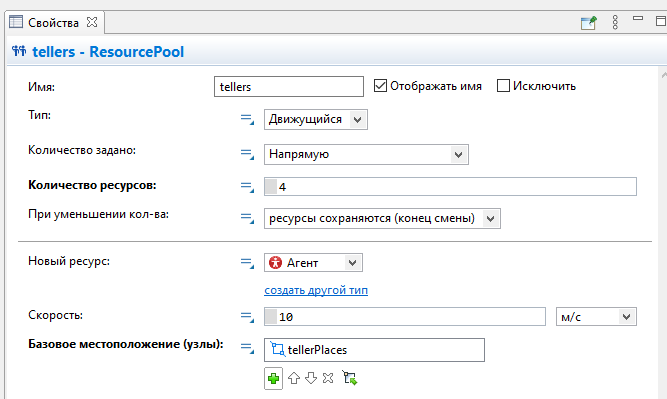 Свойства
tellers - ResourcePool
Имя: tellers Отображать имя Исключить
Тип: Движущийся
Количество задано: Напрямую
Количество ресурсов: 4
При уменьшении кол-ва: ресурсы сохраняются (конец смены)
Новый ресурс: Агент
создать другой тип
Скорость: 10 м/с
Базовое местоположение (узлы): tellerPlaces